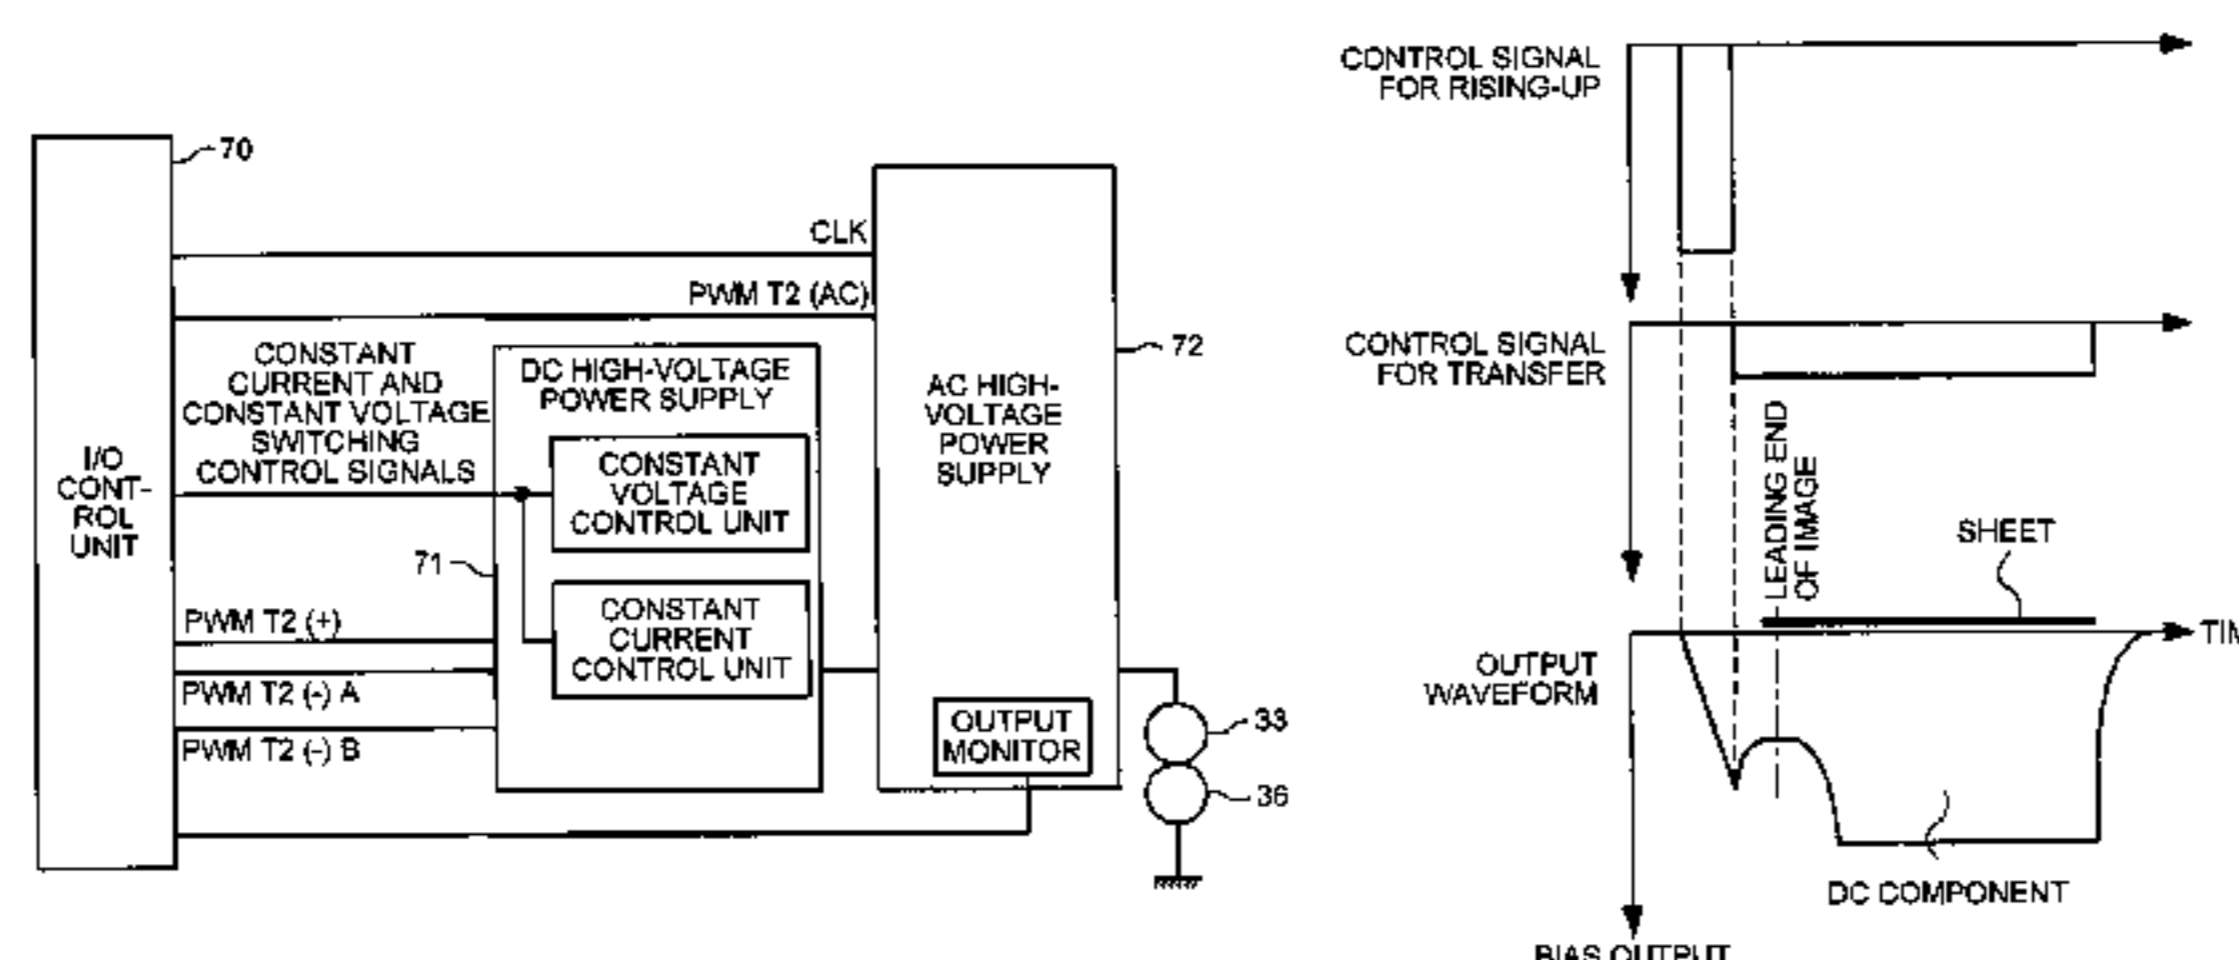 70
I/O
CONT-
ROL
UNIT
CLK
PWM T2 (AC)
CONSTANT
CURRENT AND
CONSTANT VOLTAGE
SWITCHING
CONTROL SIGNALS
71
PWM T2 (+)
PWM T2 (-) A
PWM T2 (-) B
DC HIGH-VOLTAGE
POWER SUPPLY
CONSTANT
VOLTAGE
CONTROL UNIT
CONSTANT
CURRENT
CONTROL UNIT
AC HIGH-
VOLTAGE
POWER
SUPPLY
72
OUTPUT
MONITOR
33
36
CONTROL SIGNAL
FOR RISING-UP
CONTROL SIGNAL
FOR TRANSFER
LEADING END
OF IMAGE
SHEET
TIM
OUTPUT
WAVEFORM
DC COMPONENT
BIAS OUTPUT